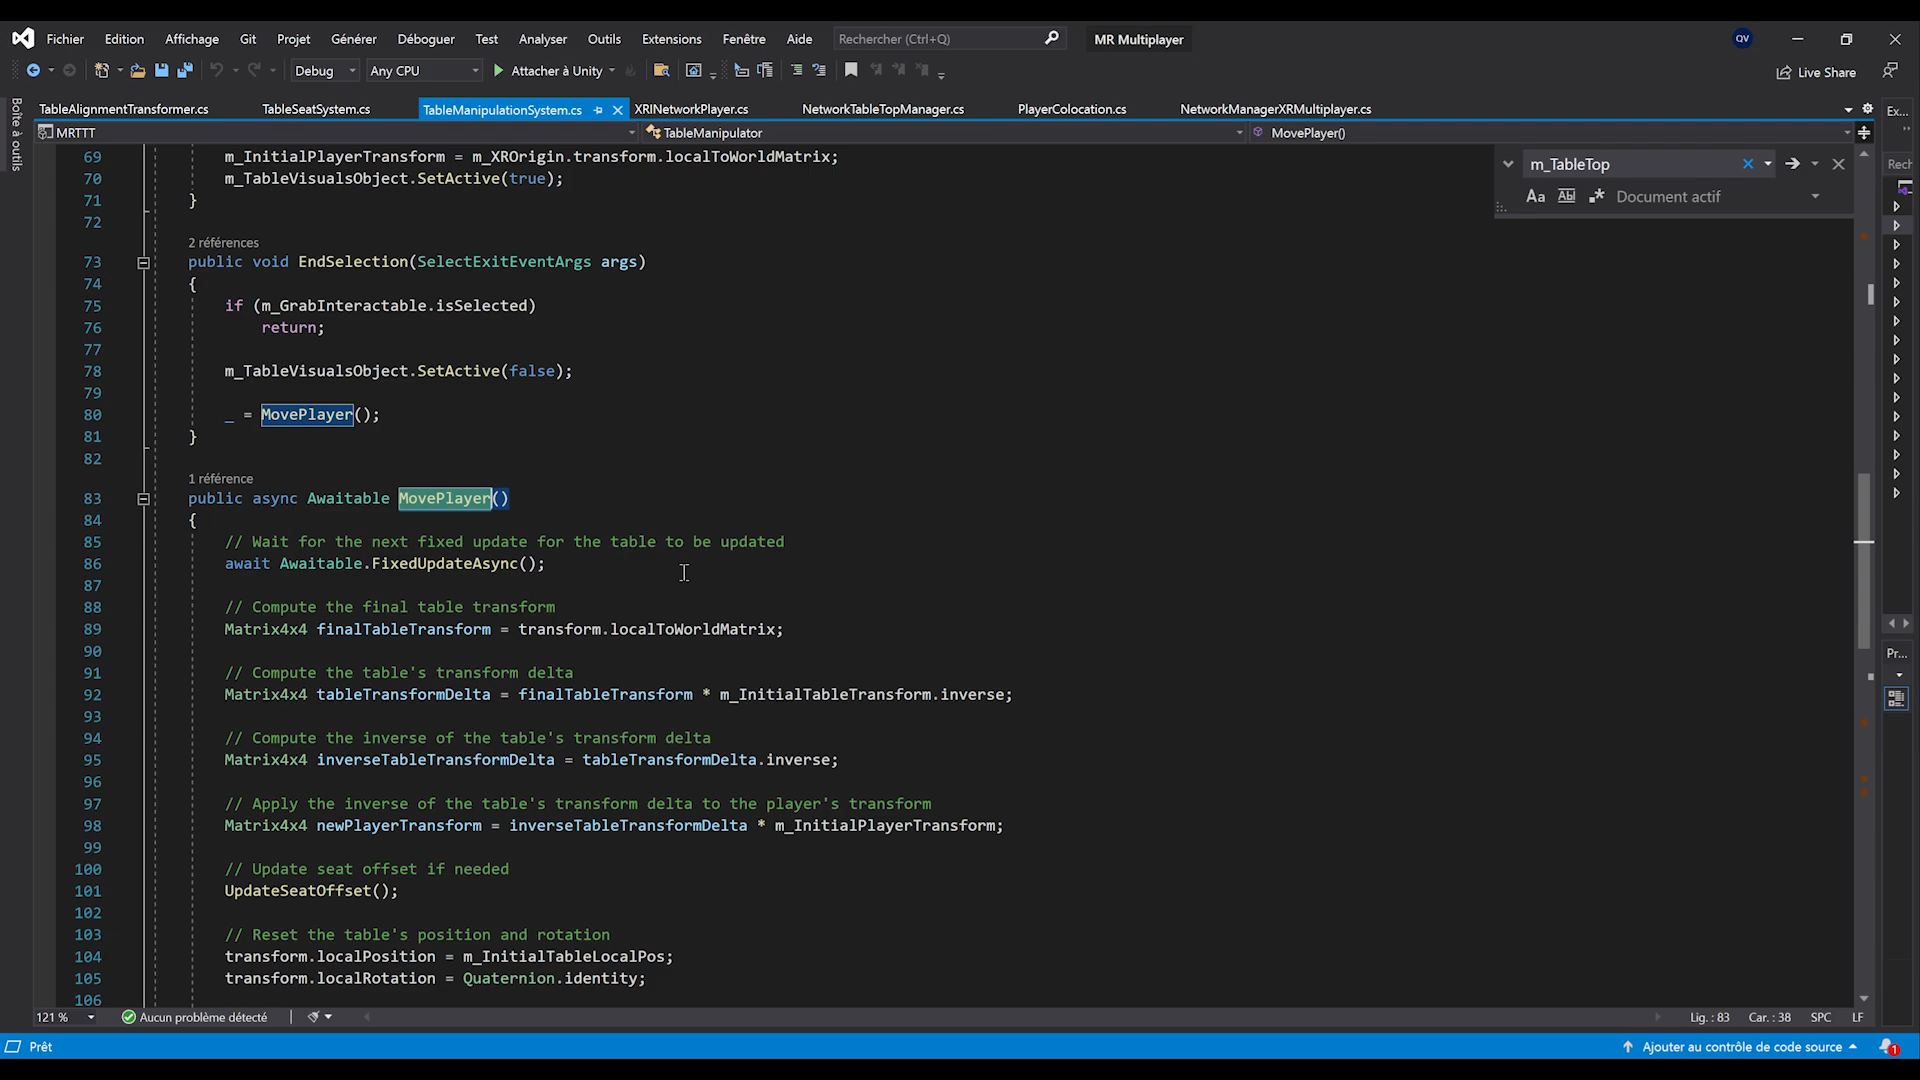 Fichier Edition Affichage Git Projet Générer Déboguer Test Analyser Outils Extensions Fenêtre Aide Rechercher (Ctrl+Q) MR Multiplayer QV
Debug Any CPU Attacher à Unity Live Share
Boîte à outils
TableAlignmentTransformer.cs TableSeatSystem.cs TableManipulationSystem.cs XRINetworkPlayer.cs NetworkTableTopManager.cs PlayerColocation.cs NetworkManagerXRMultiplayer.cs Ex...
MRTTT TableManipulator MovePlayer()
m_TableTop Rech
Aa Abl Document actif
69 m_InitialPlayerTransform = m_XROrigin.transform.localToWorldMatrix;
70 m_TableVisualsObject.SetActive(true);
71 }
72
2 références
73 public void EndSelection(SelectExitEventArgs args)
74 {
75 if (m_GrabInteractable.isSelected)
76 return;
77
78 m_TableVisualsObject.SetActive(false);
79
80 _ = MovePlayer();
81 }
82
1 référence
83 public async Awaitable MovePlayer()
84 {
85 // Wait for the next fixed update for the table to be updated
86 await Awaitable.FixedUpdateAsync();
87
88 // Compute the final table transform
89 Matrix4x4 finalTableTransform = transform.localToWorldMatrix;
90
91 // Compute the table's transform delta
92 Matrix4x4 tableTransformDelta = finalTableTransform * m_InitialTableTransform.inverse;
93
94 // Compute the inverse of the table's transform delta
95 Matrix4x4 inverseTableTransformDelta = tableTransformDelta.inverse;
96
97 // Apply the inverse of the table's transform delta to the player's transform
98 Matrix4x4 newPlayerTransform = inverseTableTransformDelta * m_InitialPlayerTransform;
99
100 // Update seat offset if needed
101 UpdateSeatOffset();
102
103 // Reset the table's position and rotation
104 transform.localPosition = m_InitialTableLocalPos;
105 transform.localRotation = Quaternion.identity;
106
Pr...
121 % Aucun problème détecté Lig. : 83 Car. : 38 SPC LF
Prêt Ajouter au contrôle de code source 1